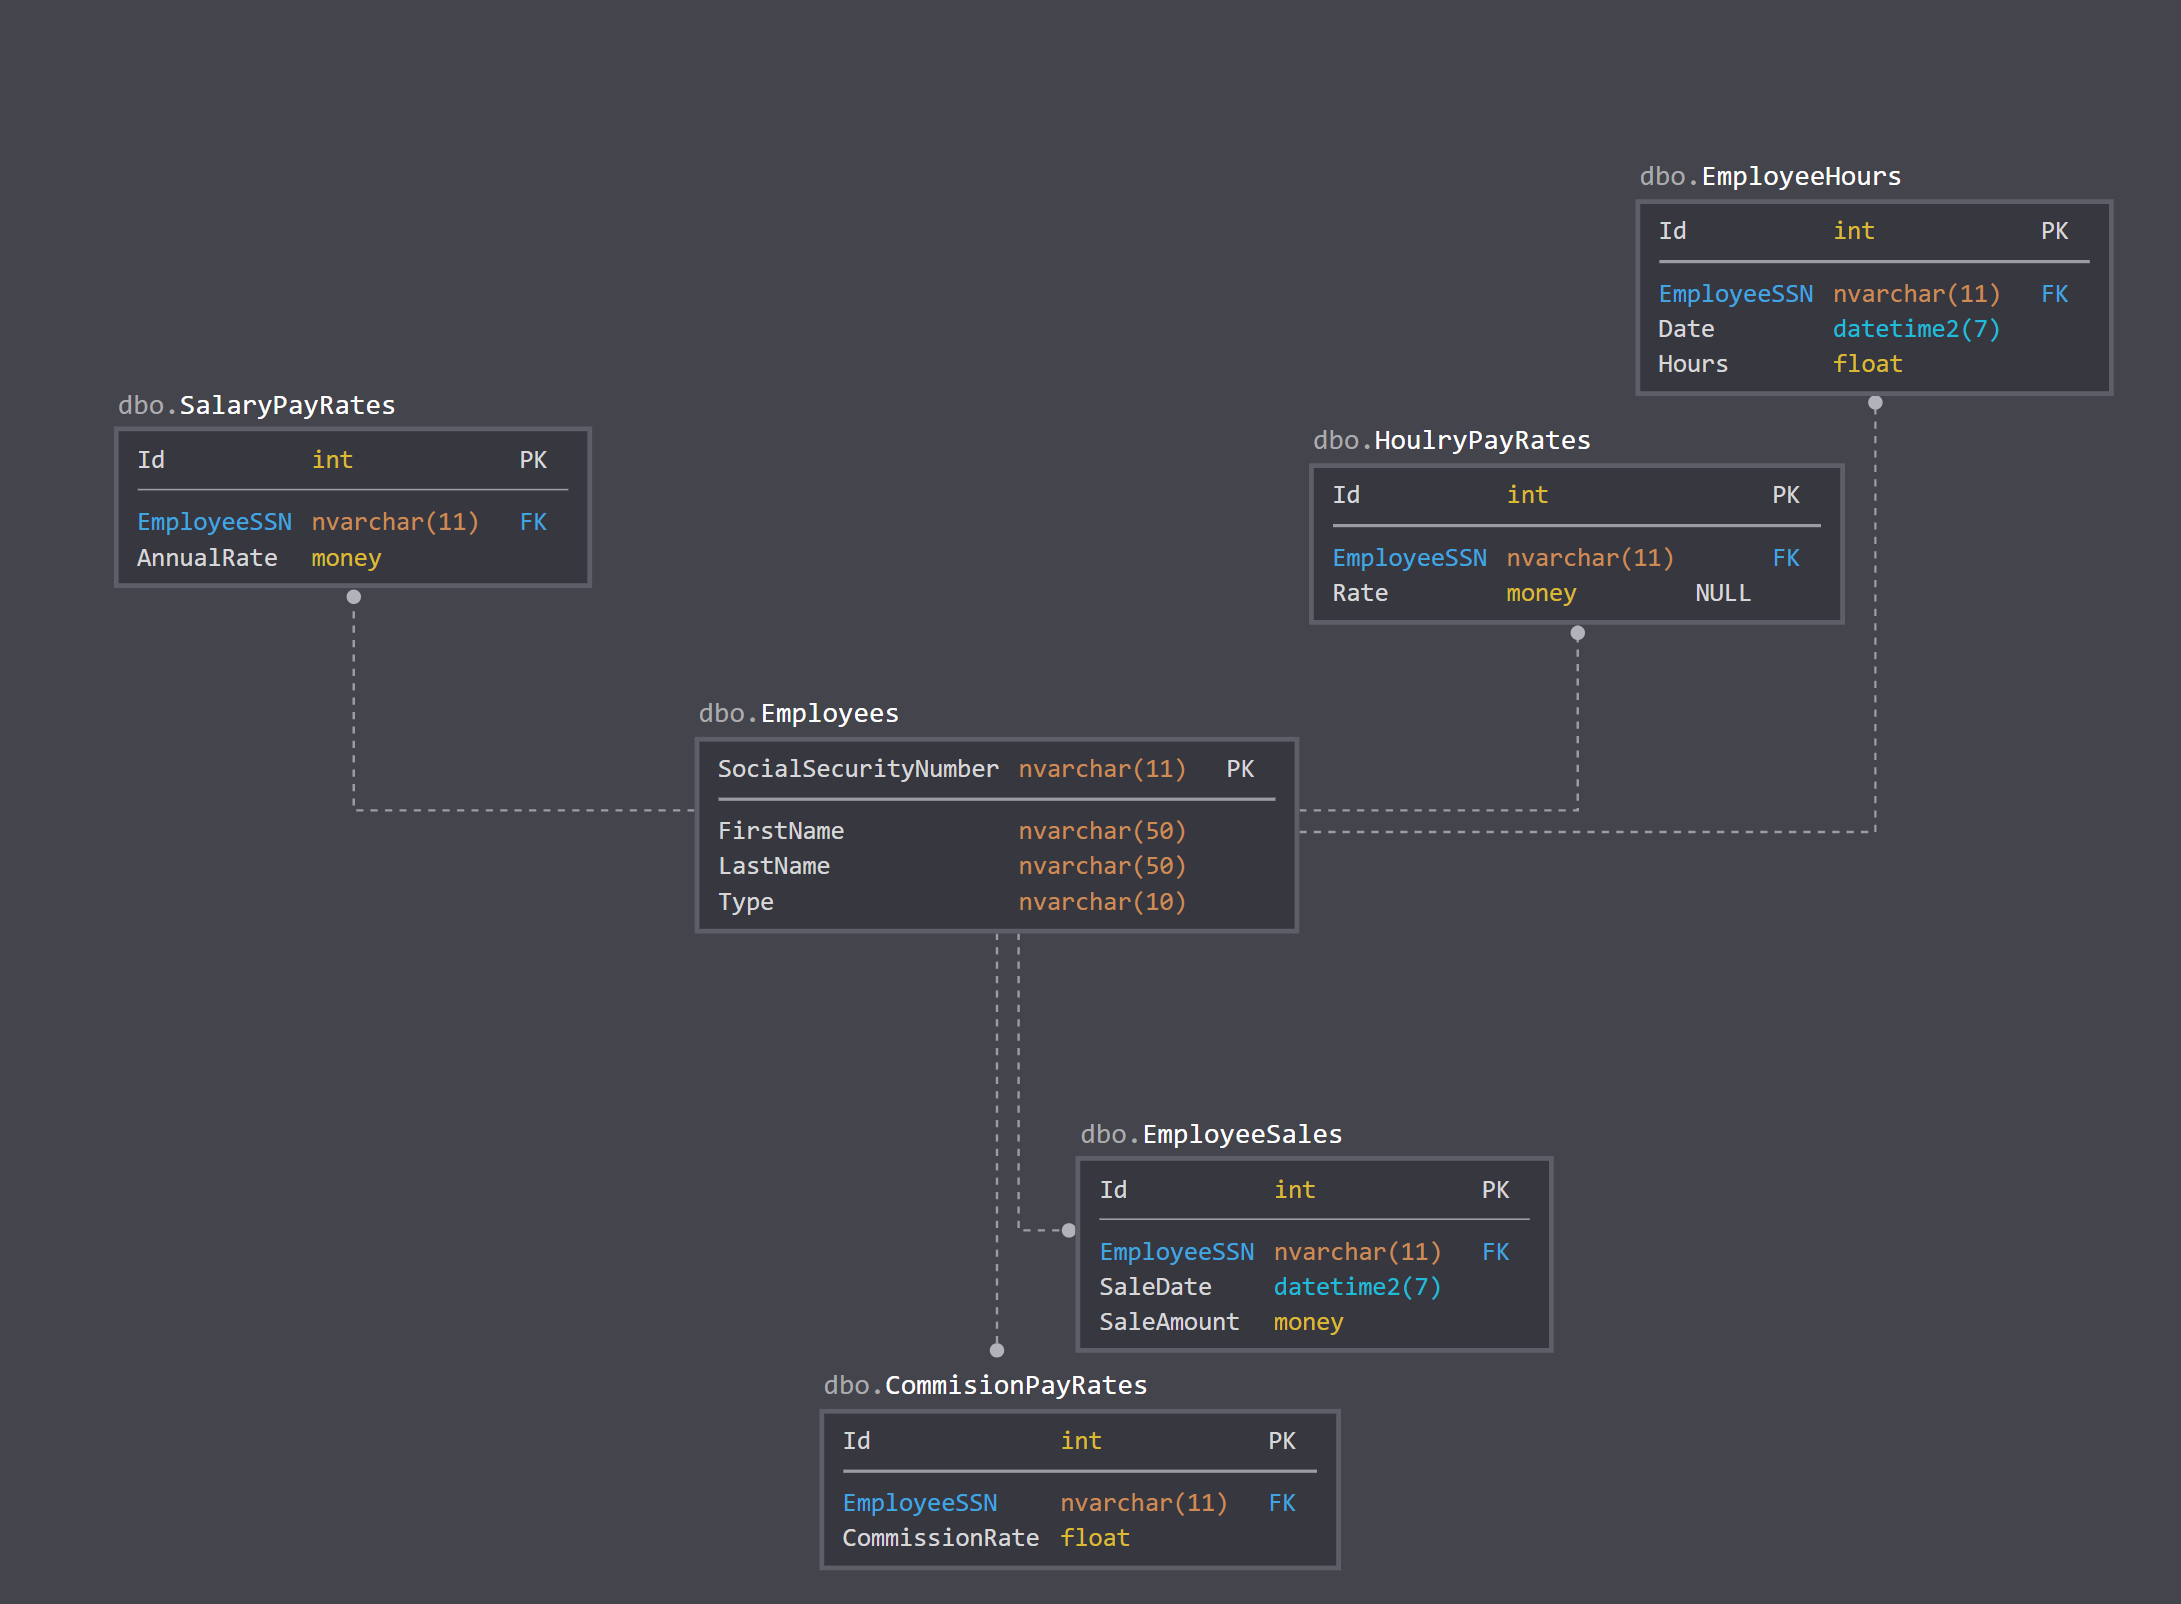 dbo.EmployeeHours
Id int PK
EmployeeSSN nvarchar(11) FK
Date datetime2(7)
Hours float
dbo.SalaryPayRates
Id int PK
EmployeeSSN nvarchar(11) FK
AnnualRate money
dbo.HoulryPayRates
Id int PK
EmployeeSSN nvarchar(11) FK
Rate money NULL
dbo.Employees
SocialSecurityNumber nvarchar(11) PK
FirstName nvarchar(50)
LastName nvarchar(50)
Type nvarchar(10)
dbo.EmployeeSales
Id int PK
EmployeeSSN nvarchar(11) FK
SaleDate datetime2(7)
SaleAmount money
dbo.CommisionPayRates
Id int PK
EmployeeSSN nvarchar(11) FK
CommissionRate float